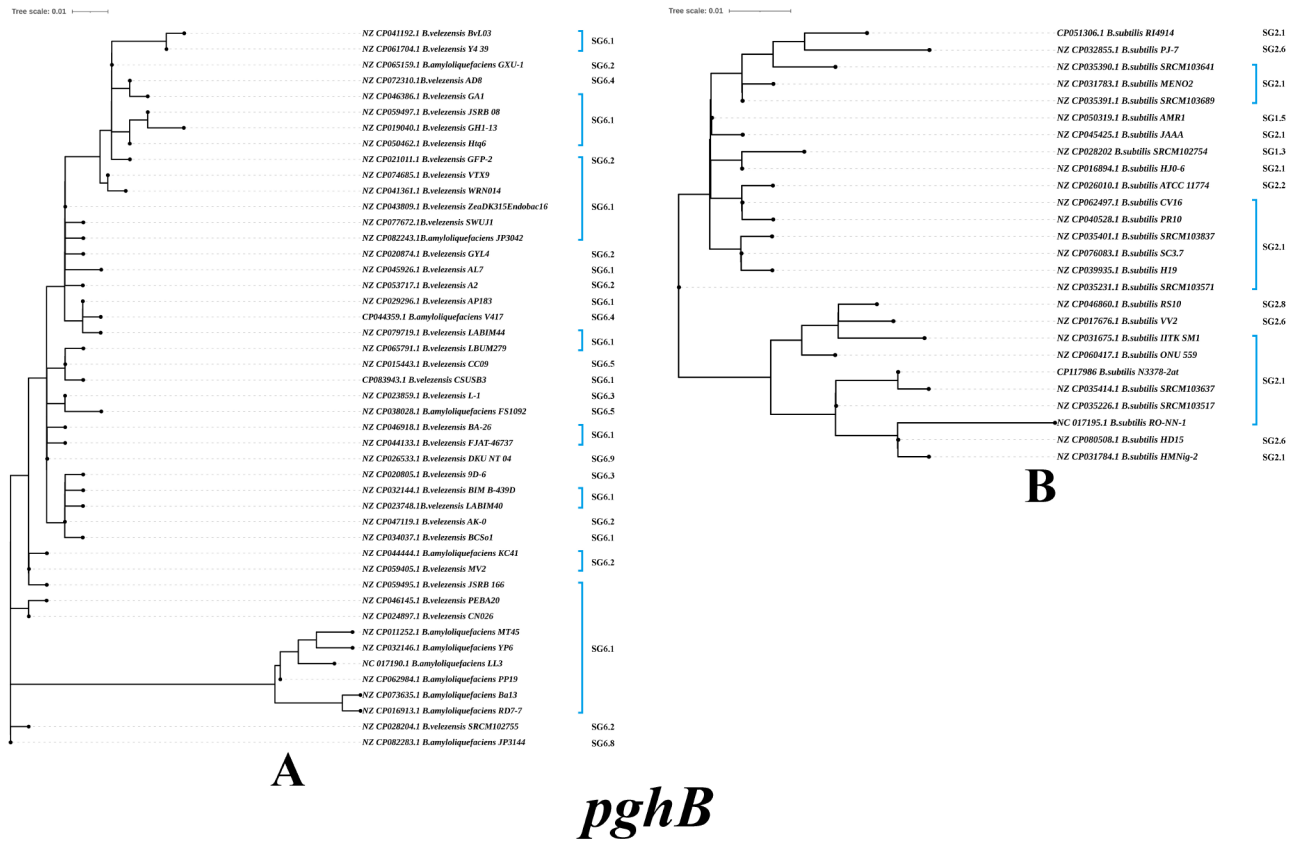 Tree scale: 0.01
NZ CP041192.1 B.velezensis BvL03
SG6.1
NZ CP061704.1 B.velezensis Y4 39
NZ CP065159.1 B.amyloliquefaciens GXU-1
SG6.2
NZ CP072310.1B.velezensis AD8
SG6.4
NZ CP046386.1 B.velezensis GA1
NZ CP059497.1 B.velezensis JSRB 08
SG6.1
NZ CP019040.1 B.velezensis GH1-13
NZ CP050462.1 B.velezensis Htq6
NZ CP021011.1 B.velezensis GFP-2
SG6.2
NZ CP074685.1 B.velezensis VTX9
NZ CP041361.1 B.velezensis WRN014
NZ CP043809.1 B.velezensis ZeaDK315Endobac16
SG6.1
NZ CP077672.1B.velezensis SWUJ1
NZ CP082243.1B.amyloliquefaciens JP3042
NZ CP020874.1 B.velezensis GYL4
SG6.2
NZ CP045926.1 B.velezensis AL7
SG6.1
NZ CP053717.1 B.velezensis A2
SG6.2
NZ CP029296.1 B.velezensis AP183
SG6.1
CP044359.1 B.amyloliquefaciens V417
SG6.4
NZ CP079719.1 B.velezensis LABIM44
SG6.1
NZ CP065791.1 B.velezensis LBUM279
NZ CP015443.1 B.velezensis CC09
SG6.5
CP083943.1 B.velezensis CSUSB3
SG6.1
NZ CP023859.1 B.velezensis L-1
SG6.3
NZ CP038028.1 B.amyloliquefaciens FS1092
SG6.5
NZ CP046918.1 B.velezensis BA-26
SG6.1
NZ CP044133.1 B.velezensis FJAT-46737
NZ CP026533.1 B.velezensis DKU NT 04
SG6.9
NZ CP020805.1 B.velezensis 9D-6
SG6.3
NZ CP032144.1 B.velezensis BIM B-439D
SG6.1
NZ CP023748.1B.velezensis LABIM40
NZ CP047119.1 B.velezensis AK-0
SG6.2
NZ CP034037.1 B.velezensis BCSo1
SG6.1
NZ CP044444.1 B.amyloliquefaciens KC41
SG6.2
NZ CP059405.1 B.velezensis MV2
NZ CP059495.1 B.velezensis JSRB 166
NZ CP046145.1 B.velezensis PEBA20
NZ CP024897.1 B.velezensis CN026
NZ CP011252.1 B.amyloliquefaciens MT45
SG6.1
NZ CP032146.1 B.amyloliquefaciens YP6
NC 017190.1 B.amyloliquefaciens LL3
NZ CP062984.1 B.amyloliquefaciens PP19
NZ CP073635.1 B.amyloliquefaciens Ba13
NZ CP016913.1 B.amyloliquefaciens RD7-7
NZ CP028204.1 B.velezensis SRCM102755
SG6.2
NZ CP082283.1 B.amyloliquefaciens JP3144
SG6.8
A
Tree scale: 0.01
CP051306.1 B.subtilis RI4914
SG2.1
NZ CP032855.1 B.subtilis PJ-7
SG2.6
NZ CP035390.1 B.subtilis SRCM103641
NZ CP031783.1 B.subtilis MENO2
SG2.1
NZ CP035391.1 B.subtilis SRCM103689
NZ CP050319.1 B.subtilis AMR1
SG1.5
NZ CP045425.1 B.subtilis JAAA
SG2.1
NZ CP028202 B.subtilis SRCM102754
SG1.3
NZ CP016894.1 B.subtilis HJ0-6
SG2.1
NZ CP026010.1 B.subtilis ATCC 11774
SG2.2
NZ CP062497.1 B.subtilis CV16
NZ CP040528.1 B.subtilis PR10
NZ CP035401.1 B.subtilis SRCM103837
SG2.1
NZ CP076083.1 B.subtilis SC3.7
NZ CP039935.1 B.subtilis H19
NZ CP035231.1 B.subtilis SRCM103571
NZ CP046860.1 B.subtilis RS10
SG2.8
NZ CP017676.1 B.subtilis VV2
SG2.6
NZ CP031675.1 B.subtilis IITK SM1
NZ CP060417.1 B.subtilis ONU 559
CP117986 B.subtilis N3378-2at
SG2.1
NZ CP035414.1 B.subtilis SRCM103637
NZ CP035226.1 B.subtilis SRCM103517
NC 017195.1 B.subtilis RO-NN-1
NZ CP080508.1 B.subtilis HD15
SG2.6
NZ CP031784.1 B.subtilis HMNig-2
SG2.1
B
pghB